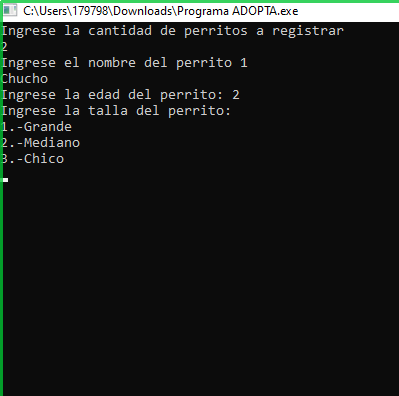 C:\Users\179798\Downloads\Programa ADOPTA.exe
Ingrese la cantidad de perritos a registrar
2
Ingrese el nombre del perrito 1
Chucho
Ingrese la edad del perrito: 2
Ingrese la talla del perrito:
1.-Grande
2.-Mediano
3.-Chico